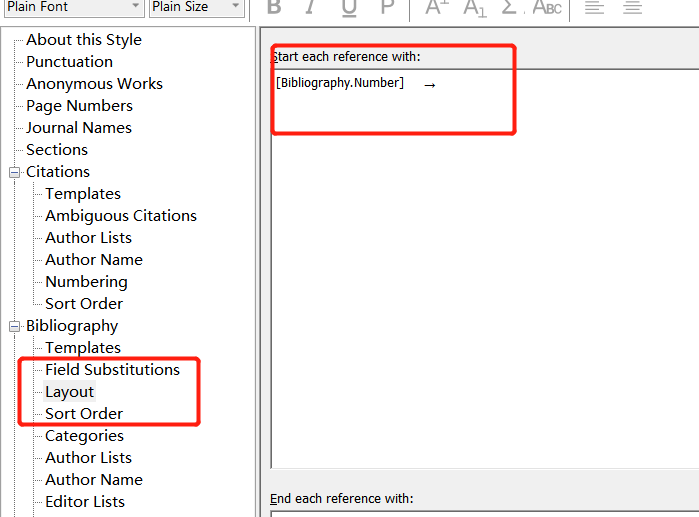 Plain Font Plain Size B I U P A1 A1 Σ ABC
About this Style
Punctuation
Anonymous Works
Page Numbers
Journal Names
Sections
Citations
Templates
Ambiguous Citations
Author Lists
Author Name
Numbering
Sort Order
Bibliography
Templates
Field Substitutions
Layout
Sort Order
Categories
Author Lists
Author Name
Editor Lists
Start each reference with:
[Bibliography.Number] →
End each reference with: